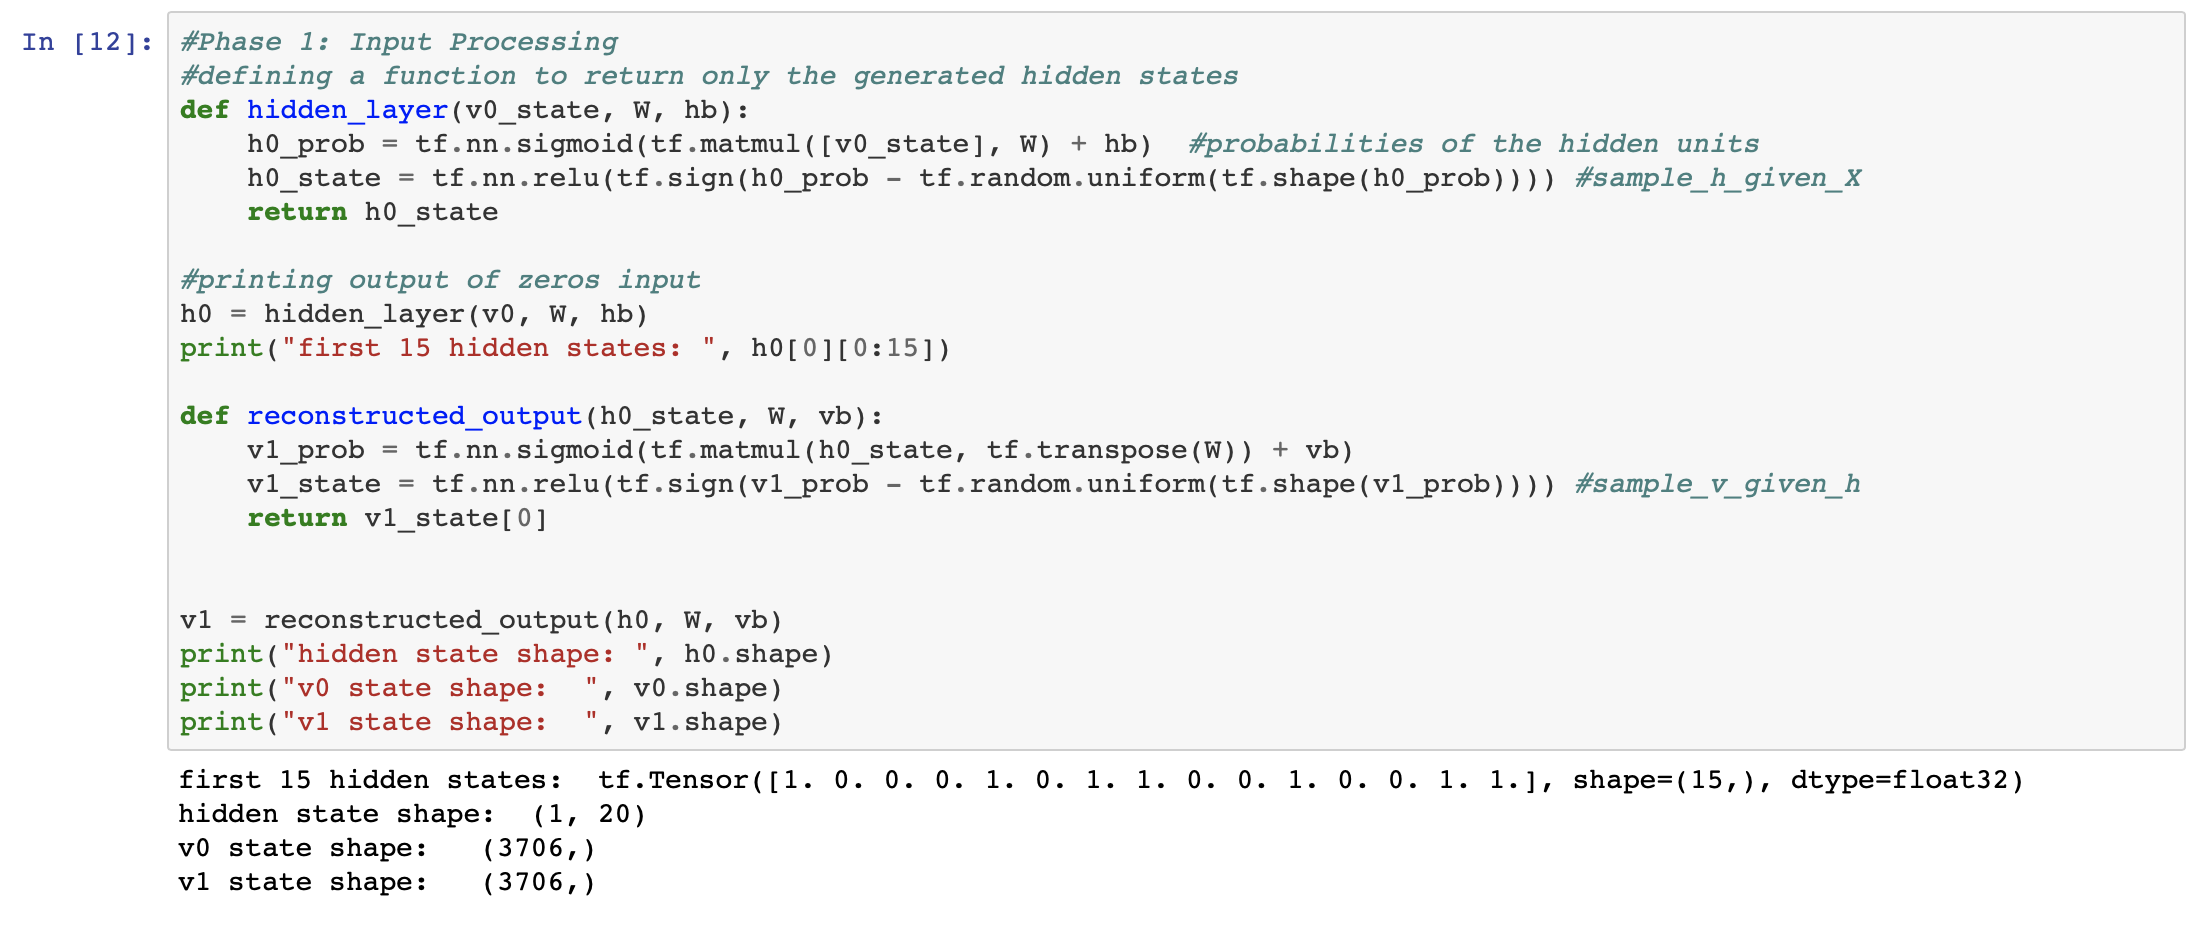 In [12]: #Phase 1: Input Processing
#defining a function to return only the generated hidden states
def hidden_layer(v0_state, W, hb):
    h0_prob = tf.nn.sigmoid(tf.matmul([v0_state], W) + hb)  #probabilities of the hidden units
    h0_state = tf.nn.relu(tf.sign(h0_prob - tf.random.uniform(tf.shape(h0_prob)))) #sample_h_given_X
    return h0_state
#printing output of zeros input
h0 = hidden_layer(v0, W, hb)
print("first 15 hidden states: ", h0[0][0:15])
def reconstructed_output(h0_state, W, vb):
    v1_prob = tf.nn.sigmoid(tf.matmul(h0_state, tf.transpose(W)) + vb)
    v1_state = tf.nn.relu(tf.sign(v1_prob - tf.random.uniform(tf.shape(v1_prob)))) #sample_v_given_h
    return v1_state[0]
v1 = reconstructed_output(h0, W, vb)
print("hidden state shape: ", h0.shape)
print("v0 state shape:  ", v0.shape)
print("v1 state shape:  ", v1.shape)
first 15 hidden states:  tf.Tensor([1. 0. 0. 0. 1. 0. 1. 1. 0. 0. 1. 0. 0. 1. 1.], shape=(15,), dtype=float32)
hidden state shape:  (1, 20)
v0 state shape:   (3706,)
v1 state shape:   (3706,)